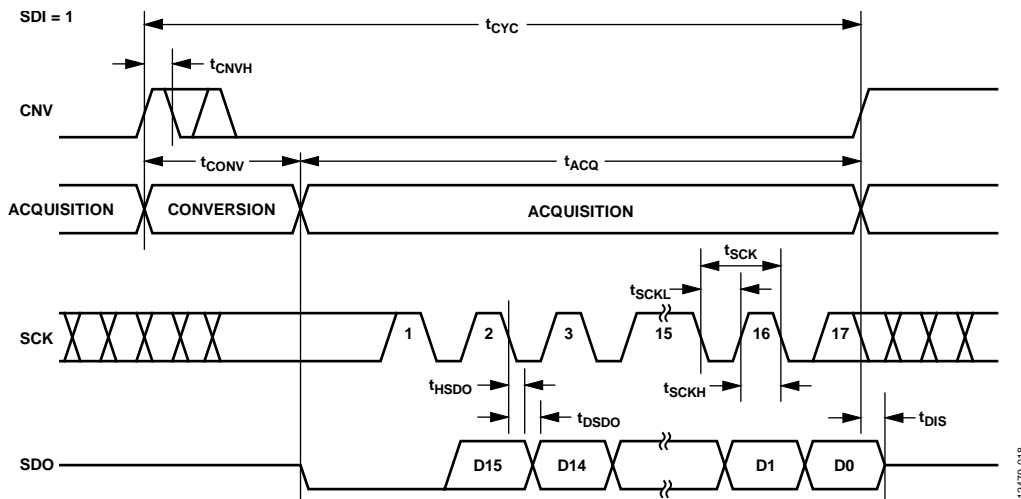 SDI = 1
tCYC
tCNVH
CNV
tCONV
tACQ
ACQUISITION
CONVERSION
ACQUISITION
tSCK
tSCKL
SCK
1
2
3
15
16
17
tHSDO
tSCKH
tDSDO
tDIS
SDO
D15
D14
D1
D0